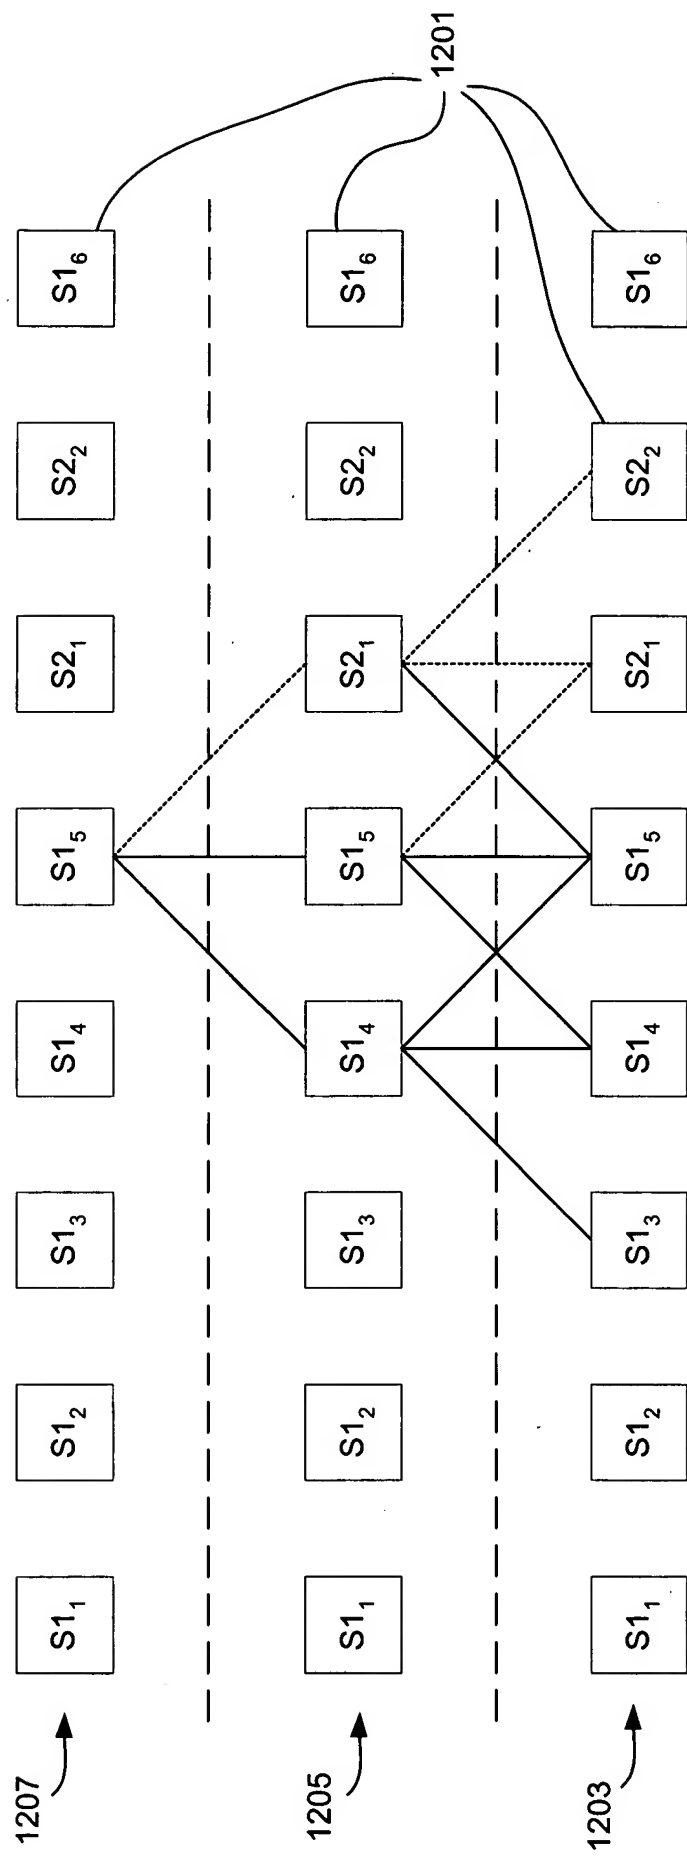 1207
S1₁ S1₂ S1₃ S1₄ S1₅ S2₁ S2₂ S1₆
1205
S1₁ S1₂ S1₃ S1₄ S1₅ S2₁ S2₂ S1₆
1203
S1₁ S1₂ S1₃ S1₄ S1₅ S2₁ S2₂ S1₆
1201